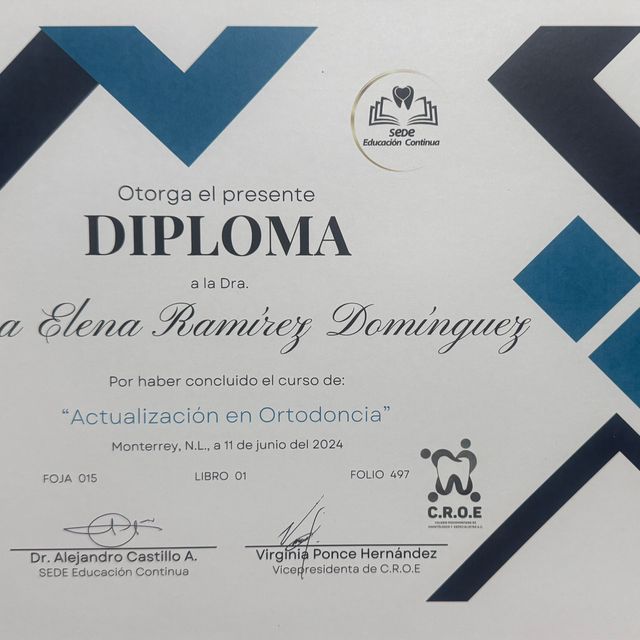 SEDE
Educación Continua
Otorga el presente
DIPLOMA
a la Dra.
a Elena Ramírez Domínguez
Por haber concluido el curso de:
“Actualización en Ortodoncia”
Monterrey, N.L., a 11 de junio del 2024
FOJA 015 LIBRO 01 FOLIO 497
C.R.O.E
Dr. Alejandro Castillo A.
SEDE Educación Continua
Virginia Ponce Hernández
Vicepresidenta de C.R.O.E